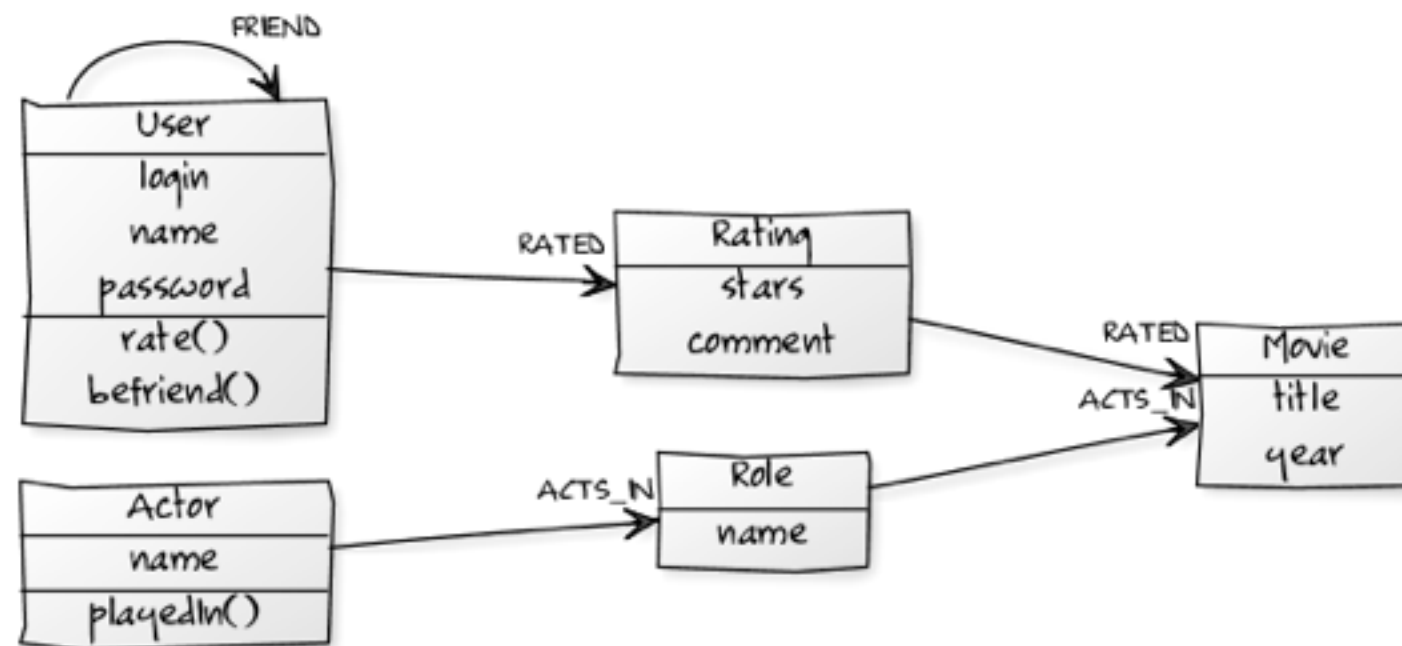 FRIEND
User
login
name
password
rate()
befriend()
RATED
Rating
stars
comment
RATED
Movie
title
year
ACTS_IN
Actor
name
playedIn()
ACTS_IN
Role
name